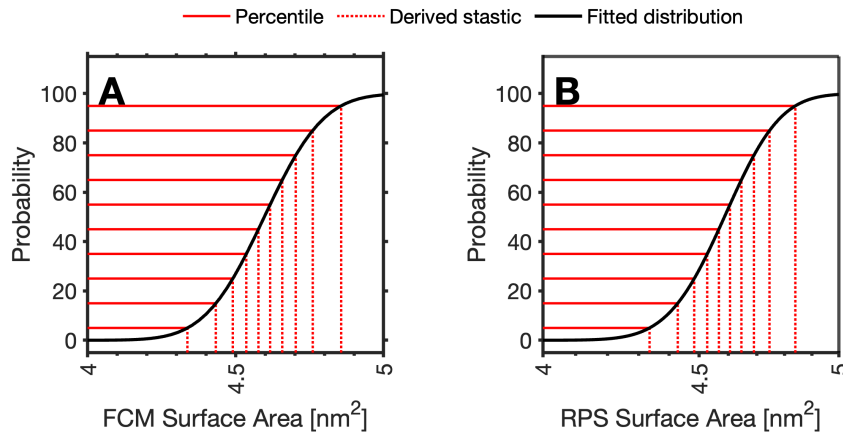 Percentile Derived stastic Fitted distribution
A
Probability
100
80
60
40
20
0
4
4.5
5
FCM Surface Area [nm²]
B
Probability
100
80
60
40
20
0
4
4.5
5
RPS Surface Area [nm²]